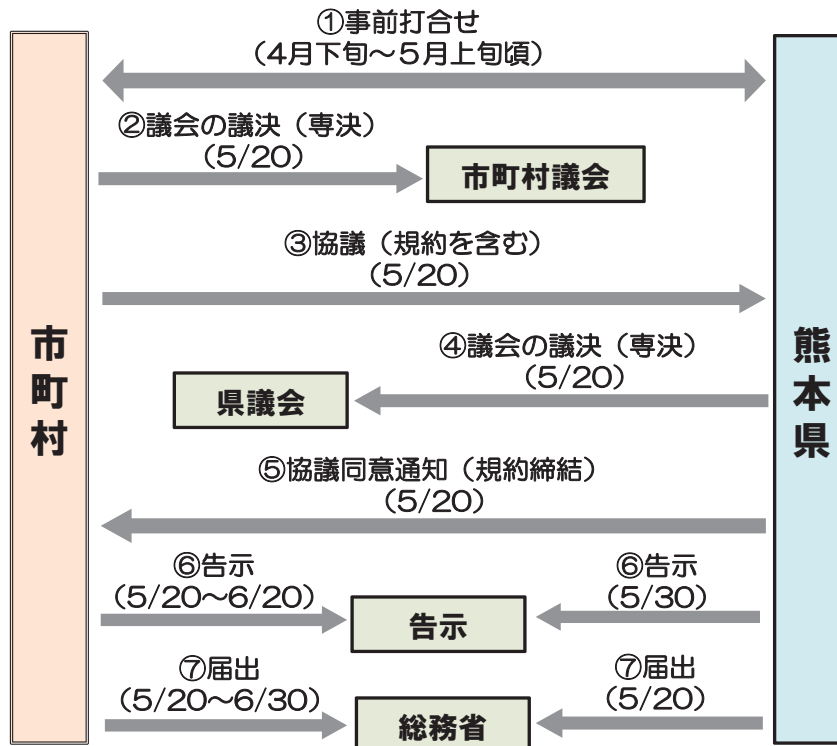 ①事前打合せ
（4月下旬～5月上旬頃）
②議会の議決（専決）
（5/20）
市町村議会
③協議（規約を含む）
（5/20）
市町村
熊本県
④議会の議決（専決）
（5/20）
県議会
⑤協議同意通知（規約締結）
（5/20）
⑥告示
（5/20～6/20）
⑥告示
（5/30）
告示
⑦届出
（5/20～6/30）
⑦届出
（5/20）
総務省